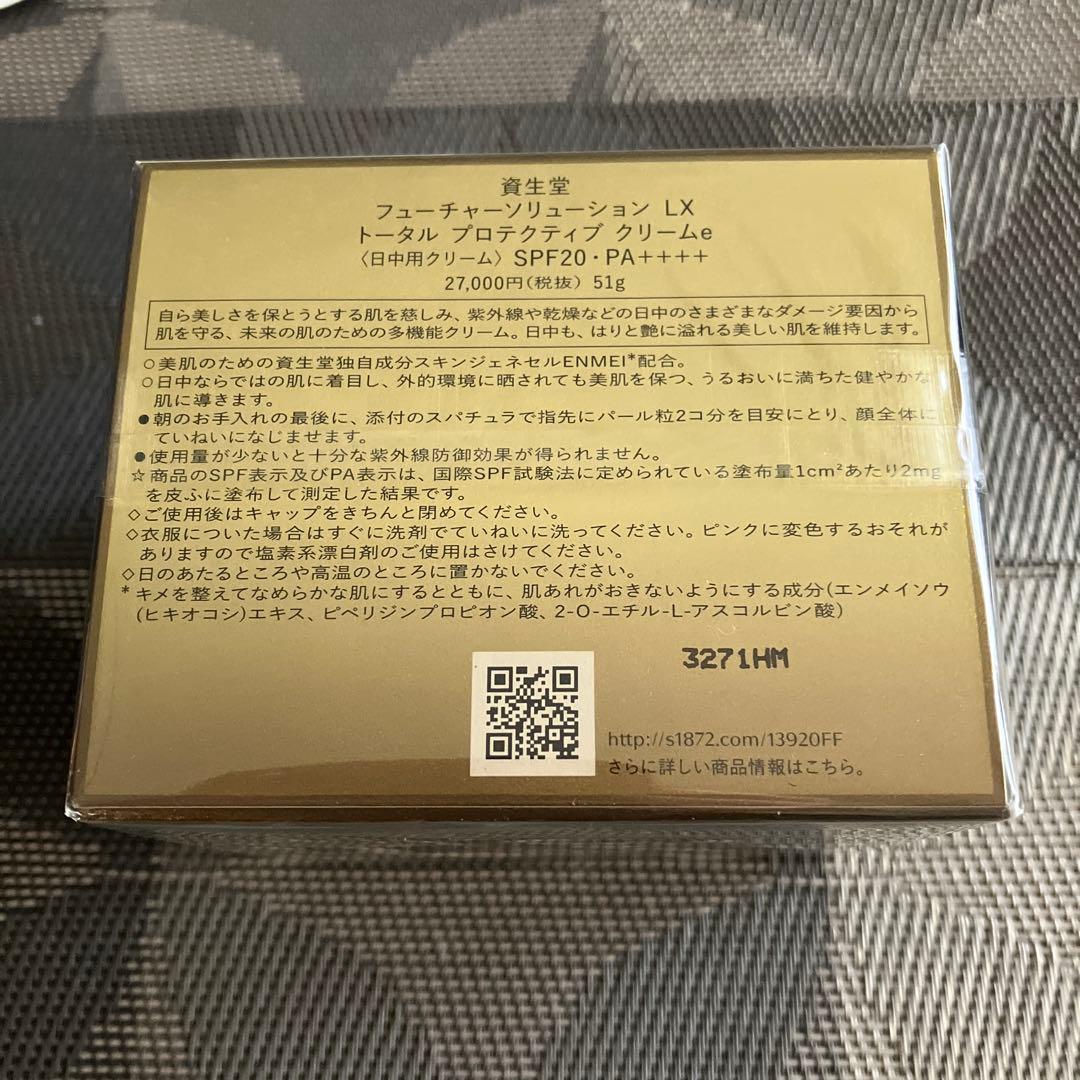 資生堂
フューチャーソリューション LX
トータル プロテクティブ クリームe
〈日中用クリーム〉 SPF20・PA++++
27,000円(税抜) 51g
自ら美しさを保とうとする肌を慈しみ、紫外線や乾燥などの日中のさまざまなダメージ要因から
肌を守る、未来の肌のための多機能クリーム。日中も、はりと艶に溢れる美しい肌を維持します。
○美肌のための資生堂独自成分スキンジェネセルENMEI*配合。
○日中ならではの肌に着目し、外的環境に晒されても美肌を保つ、うるおいに満ちた健やかな
肌に導きます。
●朝のお手入れの最後に、添付のスパチュラで指先にパール粒2コ分を目安にとり、顔全体に
ていねいになじませます。
●使用量が少ないと十分な紫外線防御効果が得られません。
☆商品のSPF表示及びPA表示は、国際SPF試験法に定められている塗布量1cm²あたり2mg
を皮ふに塗布して測定した結果です。
◇ご使用後はキャップをきちんと閉めてください。
◇衣服についた場合はすぐに洗剤でていねいに洗ってください。ピンクに変色するおそれが
ありますので塩素系漂白剤のご使用はさけてください。
◇日のあたるところや高温のところに置かないでください。
*キメを整えてなめらかな肌にするとともに、肌あれがおきないようにする成分(エンメイソウ
(ヒキオコシ)エキス、ピペリジンプロピオン酸、2-O-エチル-L-アスコルビン酸)
3271HM
http://s1872.com/13920FF
さらに詳しい商品情報はこちら。